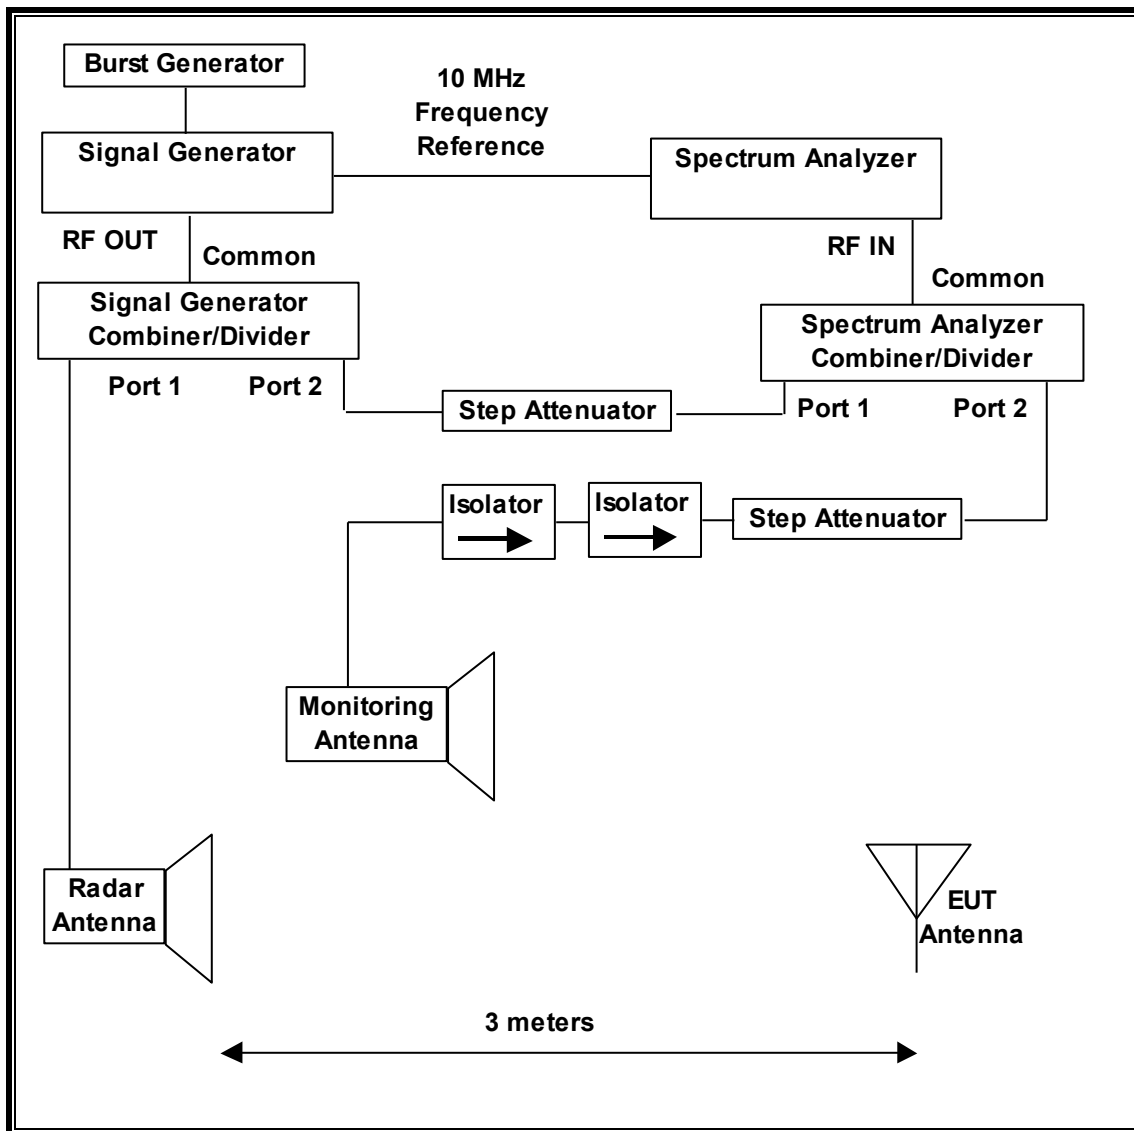 Burst Generator
10 MHz
Frequency
Reference
Signal Generator
Spectrum Analyzer
RF OUT
Common
RF IN
Common
Signal Generator
Combiner/Divider
Spectrum Analyzer
Combiner/Divider
Port 1
Port 2
Step Attenuator
Port 1
Port 2
Isolator
Isolator
Step Attenuator
Monitoring
Antenna
Radar
Antenna
EUT
Antenna
3 meters